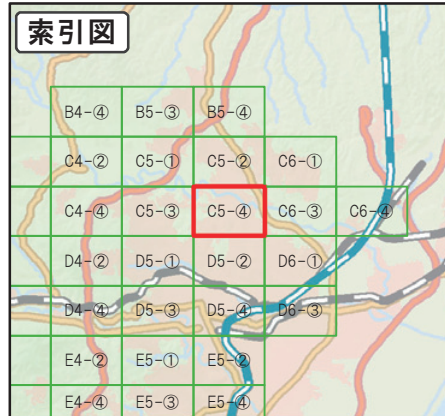 索引図
B4-④ B5-③ B5-④
C4-② C5-① C5-② C6-①
C4-④ C5-③ C5-④ C6-③ C6-④
D4-② D5-① D5-② D6-①
D4-④ D5-③ D5-④ D6-③
E4-② E5-① E5-②
E4-④ E5-③ E5-④